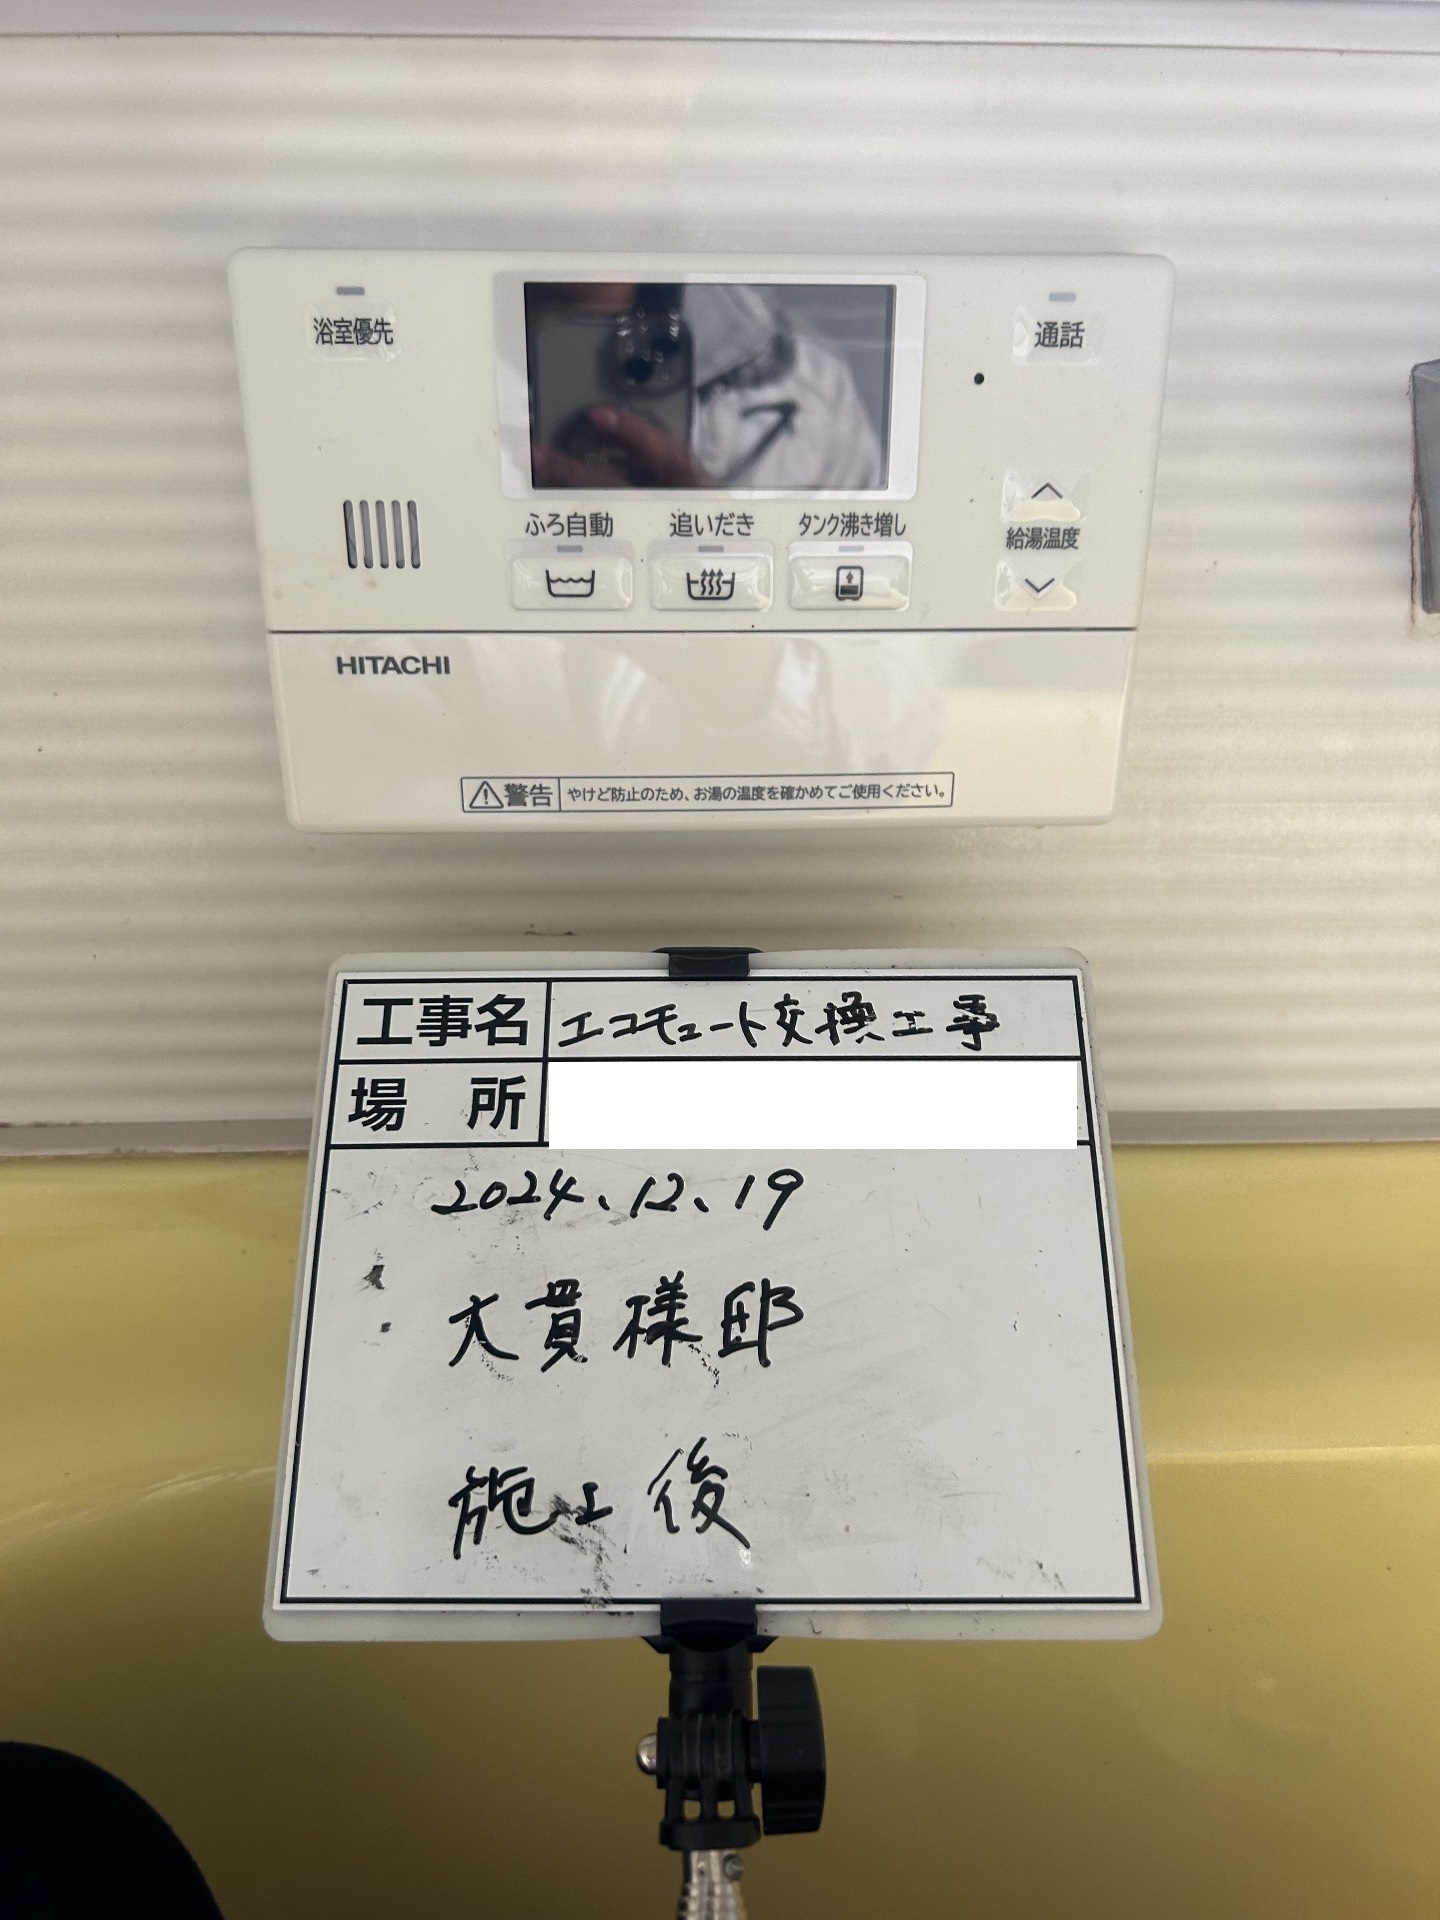 浴室優先
通話
ふろ自動 追いだき タンク沸き増し
給湯温度
HITACHI
警告 やけど防止のため、お湯の温度を確かめてご使用ください。
工事名 エコキュート交換工事
場 所
2024、12、19
大貫様邸
施工後